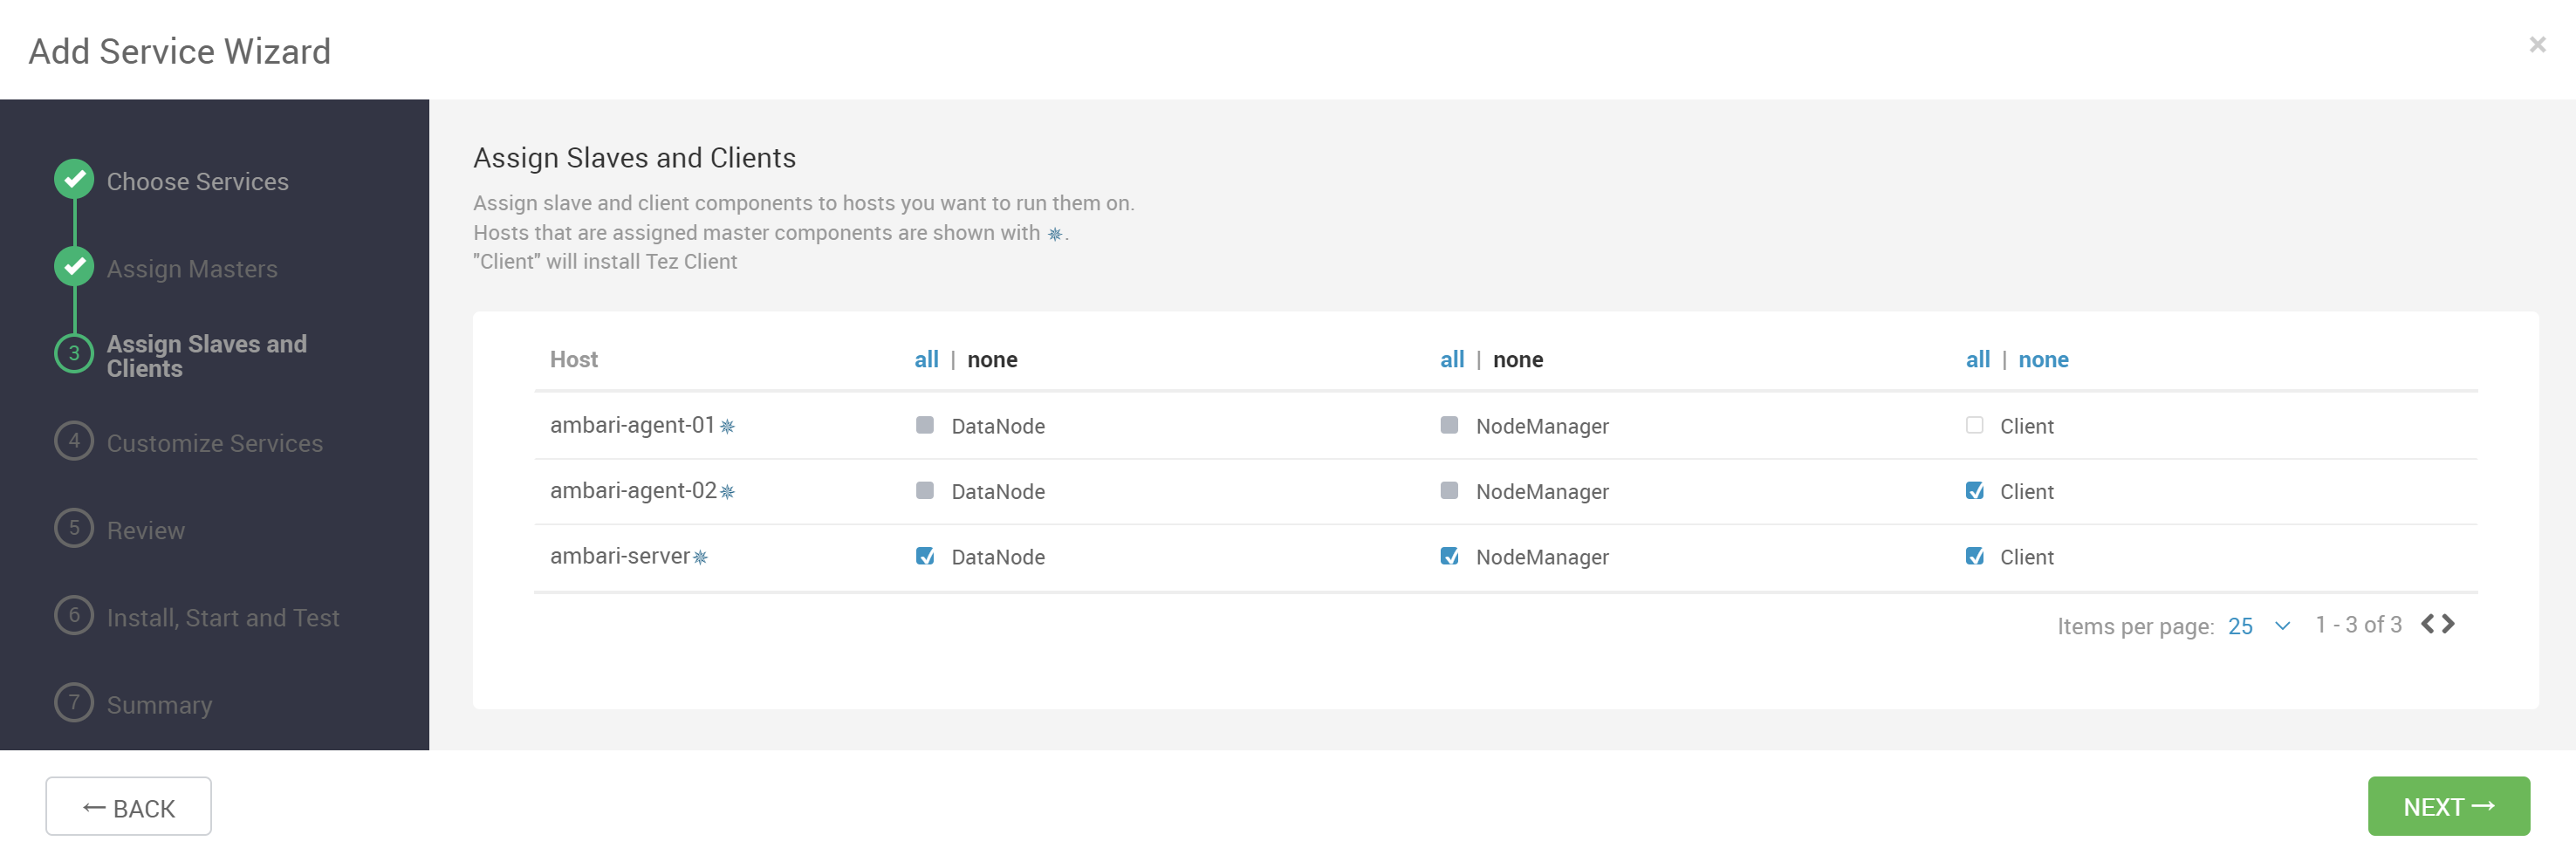 Add Service Wizard
×
Choose Services
Assign Masters
3 Assign Slaves and
Clients
4 Customize Services
5 Review
6 Install, Start and Test
7 Summary
Assign Slaves and Clients
Assign slave and client components to hosts you want to run them on.
Hosts that are assigned master components are shown with ✵.
"Client" will install Tez Client
Host all | none all | none all | none
ambari-agent-01✵ DataNode NodeManager Client
ambari-agent-02✵ DataNode NodeManager Client
ambari-server✵ DataNode NodeManager Client
Items per page: 25 1 - 3 of 3
← BACK
NEXT →